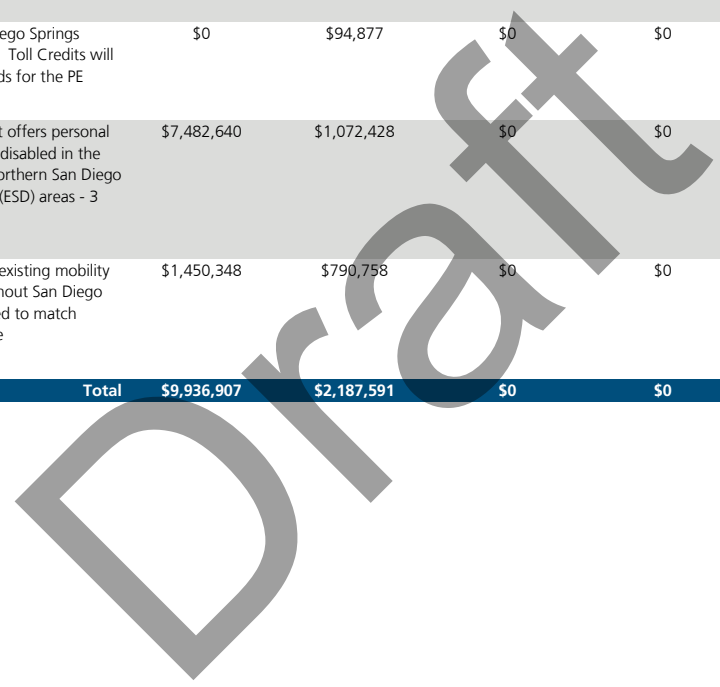 ego Springs $0 $94,877 $0 $0
Toll Credits will
ds for the PE
t offers personal $7,482,640 $1,072,428 $0 $0
disabled in the
orthern San Diego
(ESD) areas - 3
existing mobility $1,450,348 $790,758 $0 $0
hout San Diego
ed to match
e
Total $9,936,907 $2,187,591 $0 $0
Draft